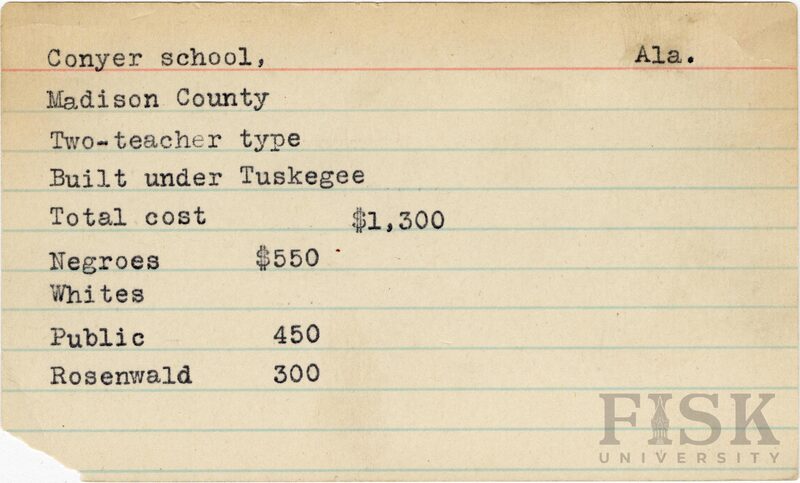 Conyer school, Ala.
Madison County
Two-teacher type
Built under Tuskegee
Total cost $1,300
Negroes $550
Whites
Public 450
Rosenwald 300
FISK
UNIVERSITY